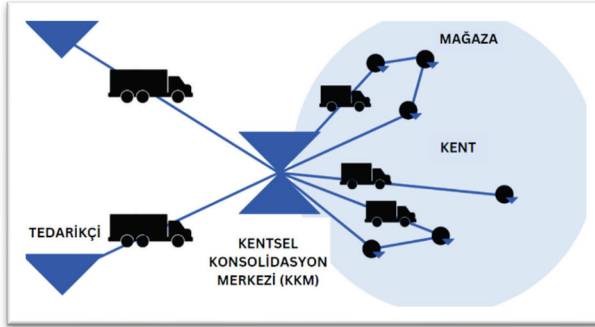 MAĞAZA
KENT
TEDARİKÇİ
KENTSEL
KONSOLİDASYON
MERKEZİ (KKM)